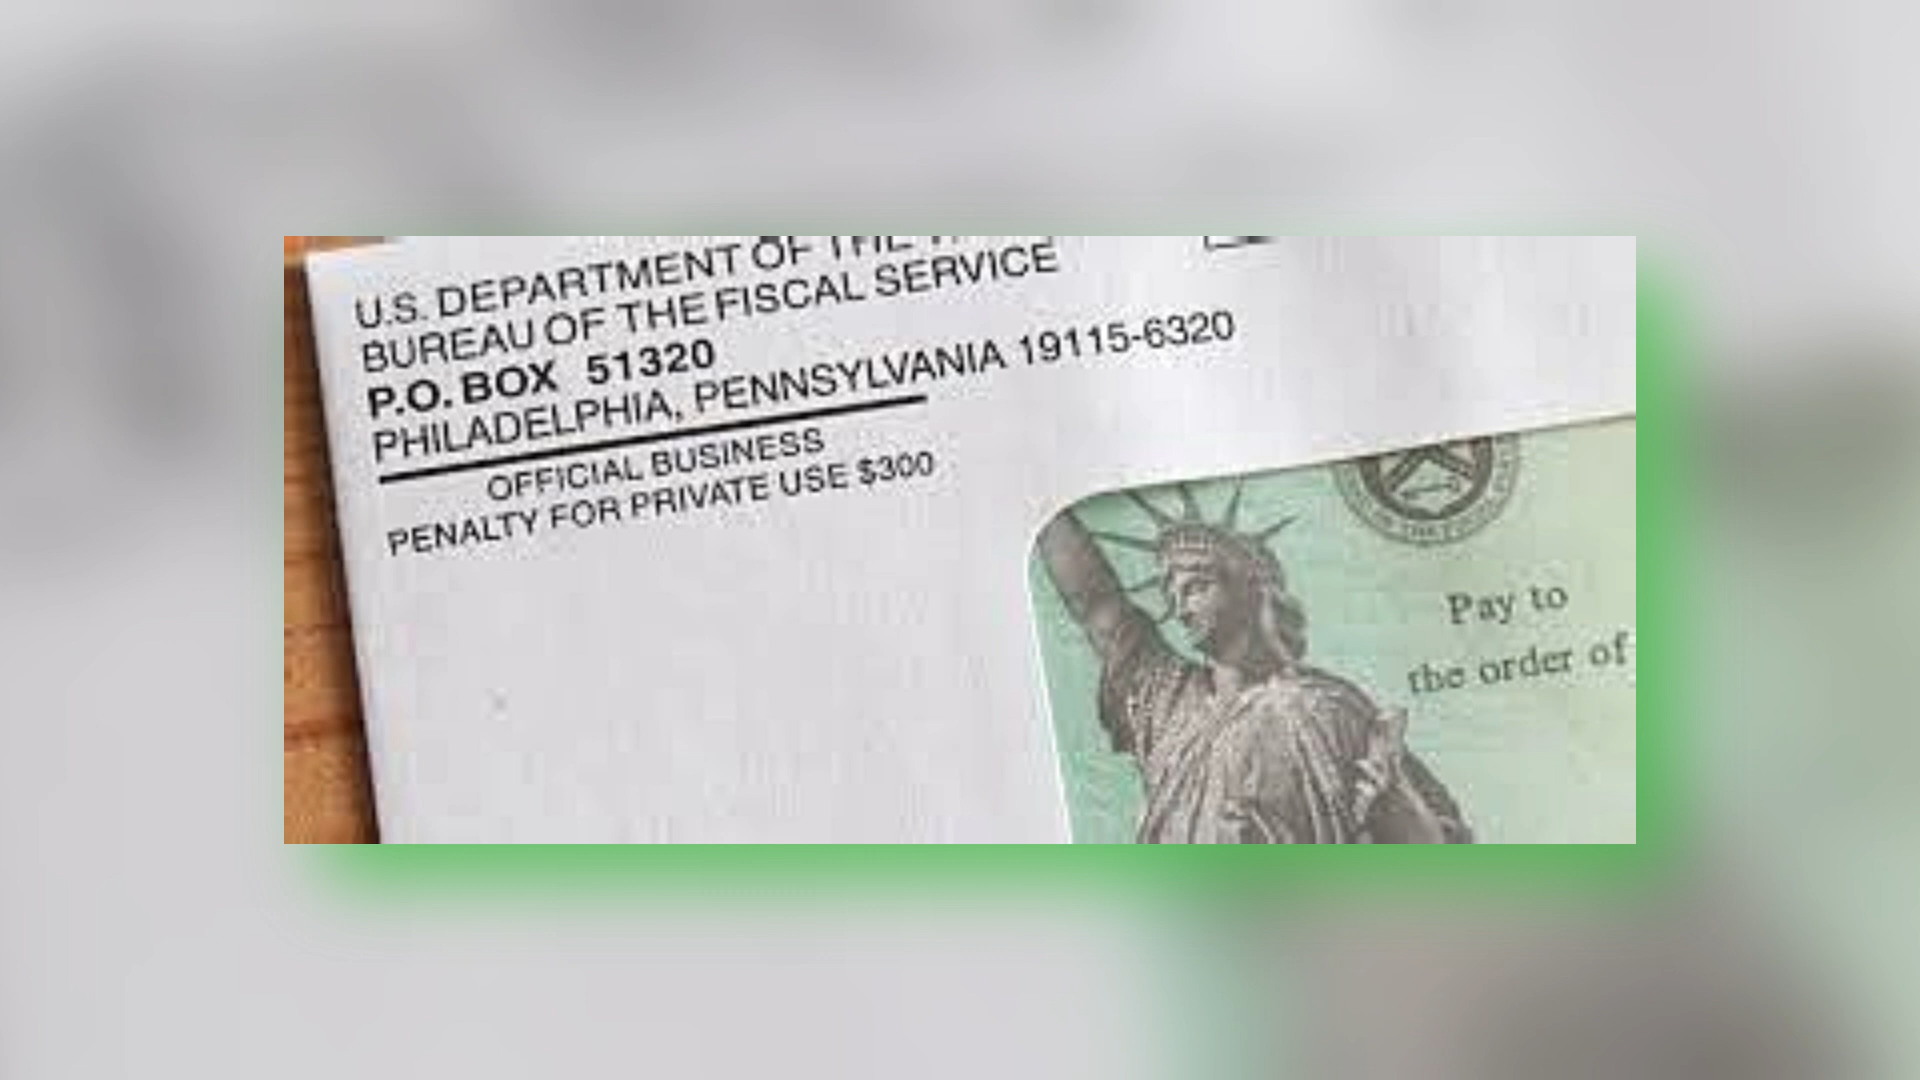 U.S. DEPARTMENT OF THE
BUREAU OF THE FISCAL SERVICE
P.O. BOX 51320
PHILADELPHIA, PENNSYLVANIA 19115-6320
OFFICIAL BUSINESS
PENALTY FOR PRIVATE USE $300
Pay to
the order of